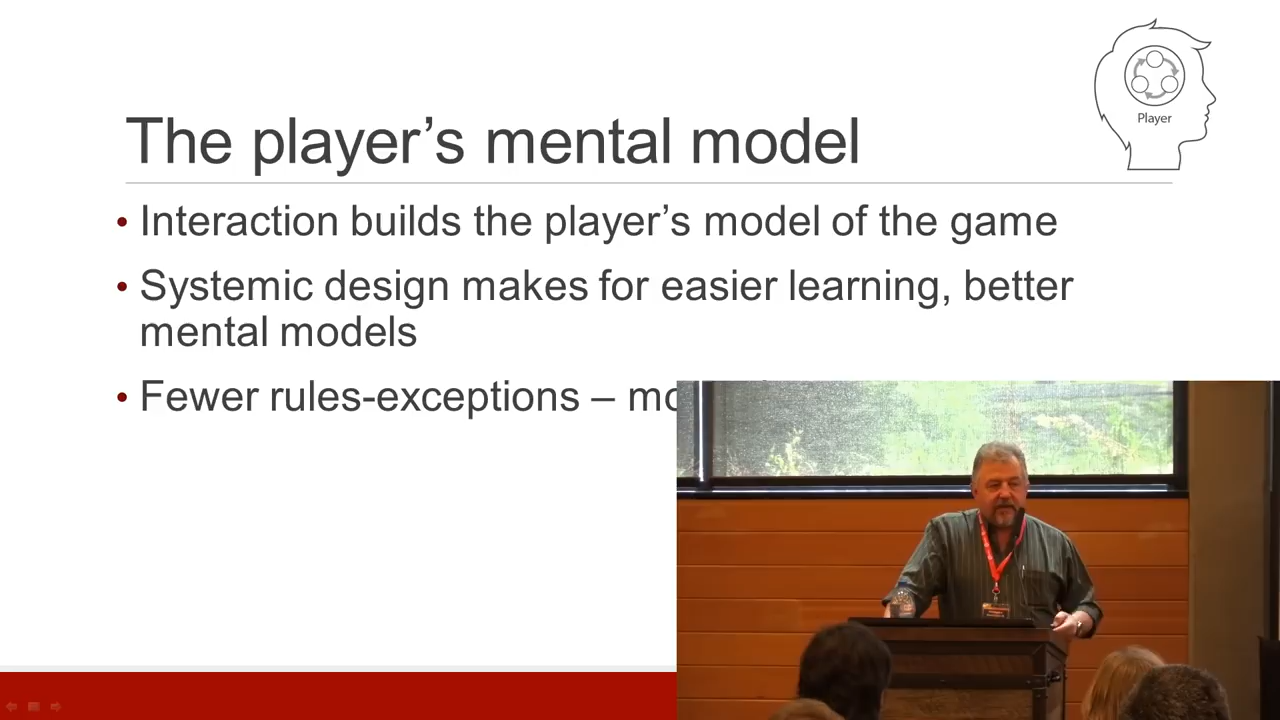 Player
The player’s mental model
• Interaction builds the player’s model of the game
• Systemic design makes for easier learning, better
mental models
• Fewer rules-exceptions –